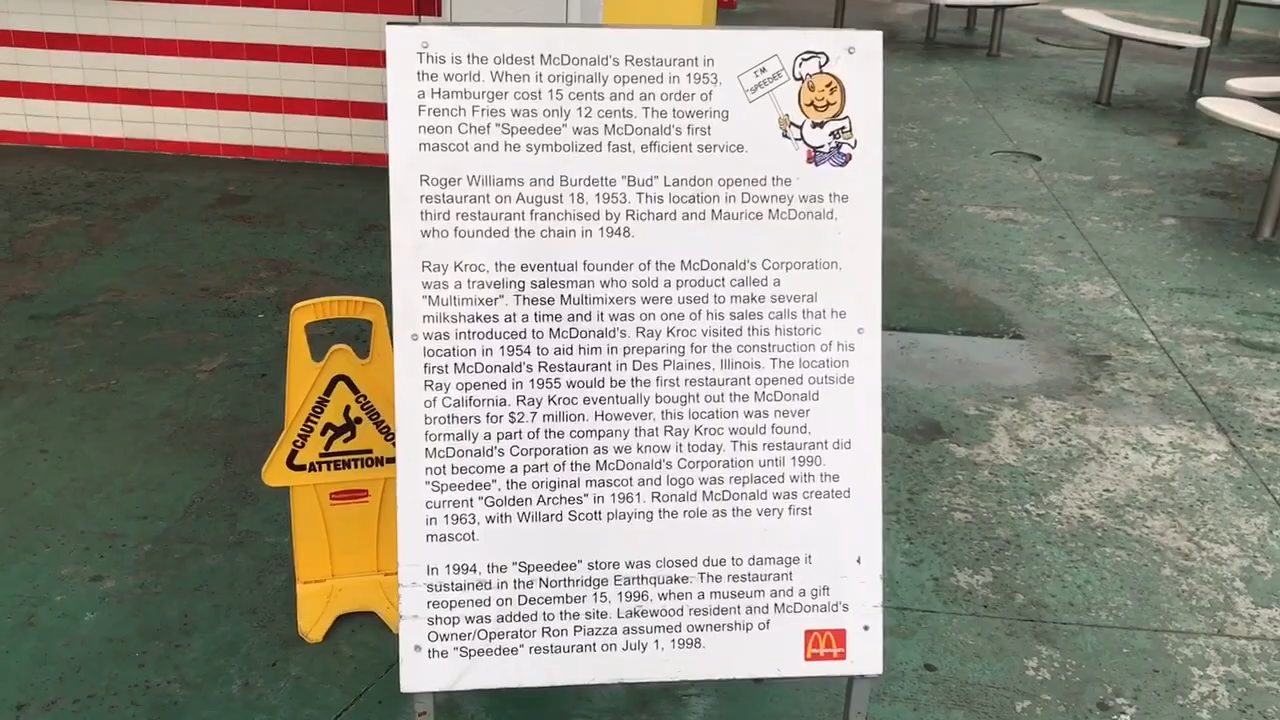 This is the oldest McDonald's Restaurant in
the world. When it originally opened in 1953,
a Hamburger cost 15 cents and an order of
French Fries was only 12 cents. The towering
neon Chef "Speedee" was McDonald's first
mascot and he symbolized fast, efficient service.
I'M
"SPEEDEE"
Roger Williams and Burdette "Bud" Landon opened the
restaurant on August 18, 1953. This location in Downey was the
third restaurant franchised by Richard and Maurice McDonald,
who founded the chain in 1948.
Ray Kroc, the eventual founder of the McDonald's Corporation,
was a traveling salesman who sold a product called a
"Multimixer". These Multimixers were used to make several
milkshakes at a time and it was on one of his sales calls that he
was introduced to McDonald's. Ray Kroc visited this historic
location in 1954 to aid him in preparing for the construction of his
first McDonald's Restaurant in Des Plaines, Illinois. The location
Ray opened in 1955 would be the first restaurant opened outside
of California. Ray Kroc eventually bought out the McDonald
brothers for $2.7 million. However, this location was never
formally a part of the company that Ray Kroc would found,
McDonald's Corporation as we know it today. This restaurant did
not become a part of the McDonald's Corporation until 1990.
"Speedee", the original mascot and logo was replaced with the
current "Golden Arches" in 1961. Ronald McDonald was created
in 1963, with Willard Scott playing the role as the very first
mascot.
In 1994, the "Speedee" store was closed due to damage it
sustained in the Northridge Earthquake. The restaurant
reopened on December 15, 1996, when a museum and a gift
shop was added to the site. Lakewood resident and McDonald's
Owner/Operator Ron Piazza assumed ownership of
the "Speedee" restaurant on July 1, 1998.
McDonald's
CAUTION
CUIDADO
ATTENTION
Rubbermaid